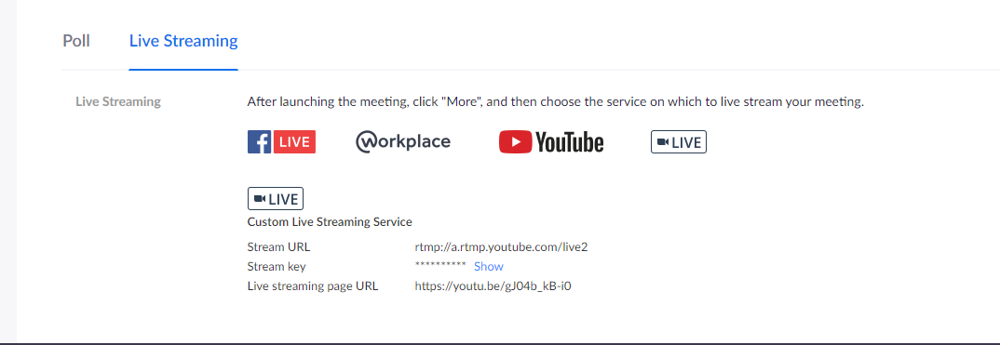 Poll Live Streaming
Live Streaming After launching the meeting, click "More", and then choose the service on which to live stream your meeting.
f LIVE Workplace YouTube LIVE
LIVE
Custom Live Streaming Service
Stream URL rtmp://a.rtmp.youtube.com/live2
Stream key ********** Show
Live streaming page URL https://youtu.be/gJ04b_kB-i0